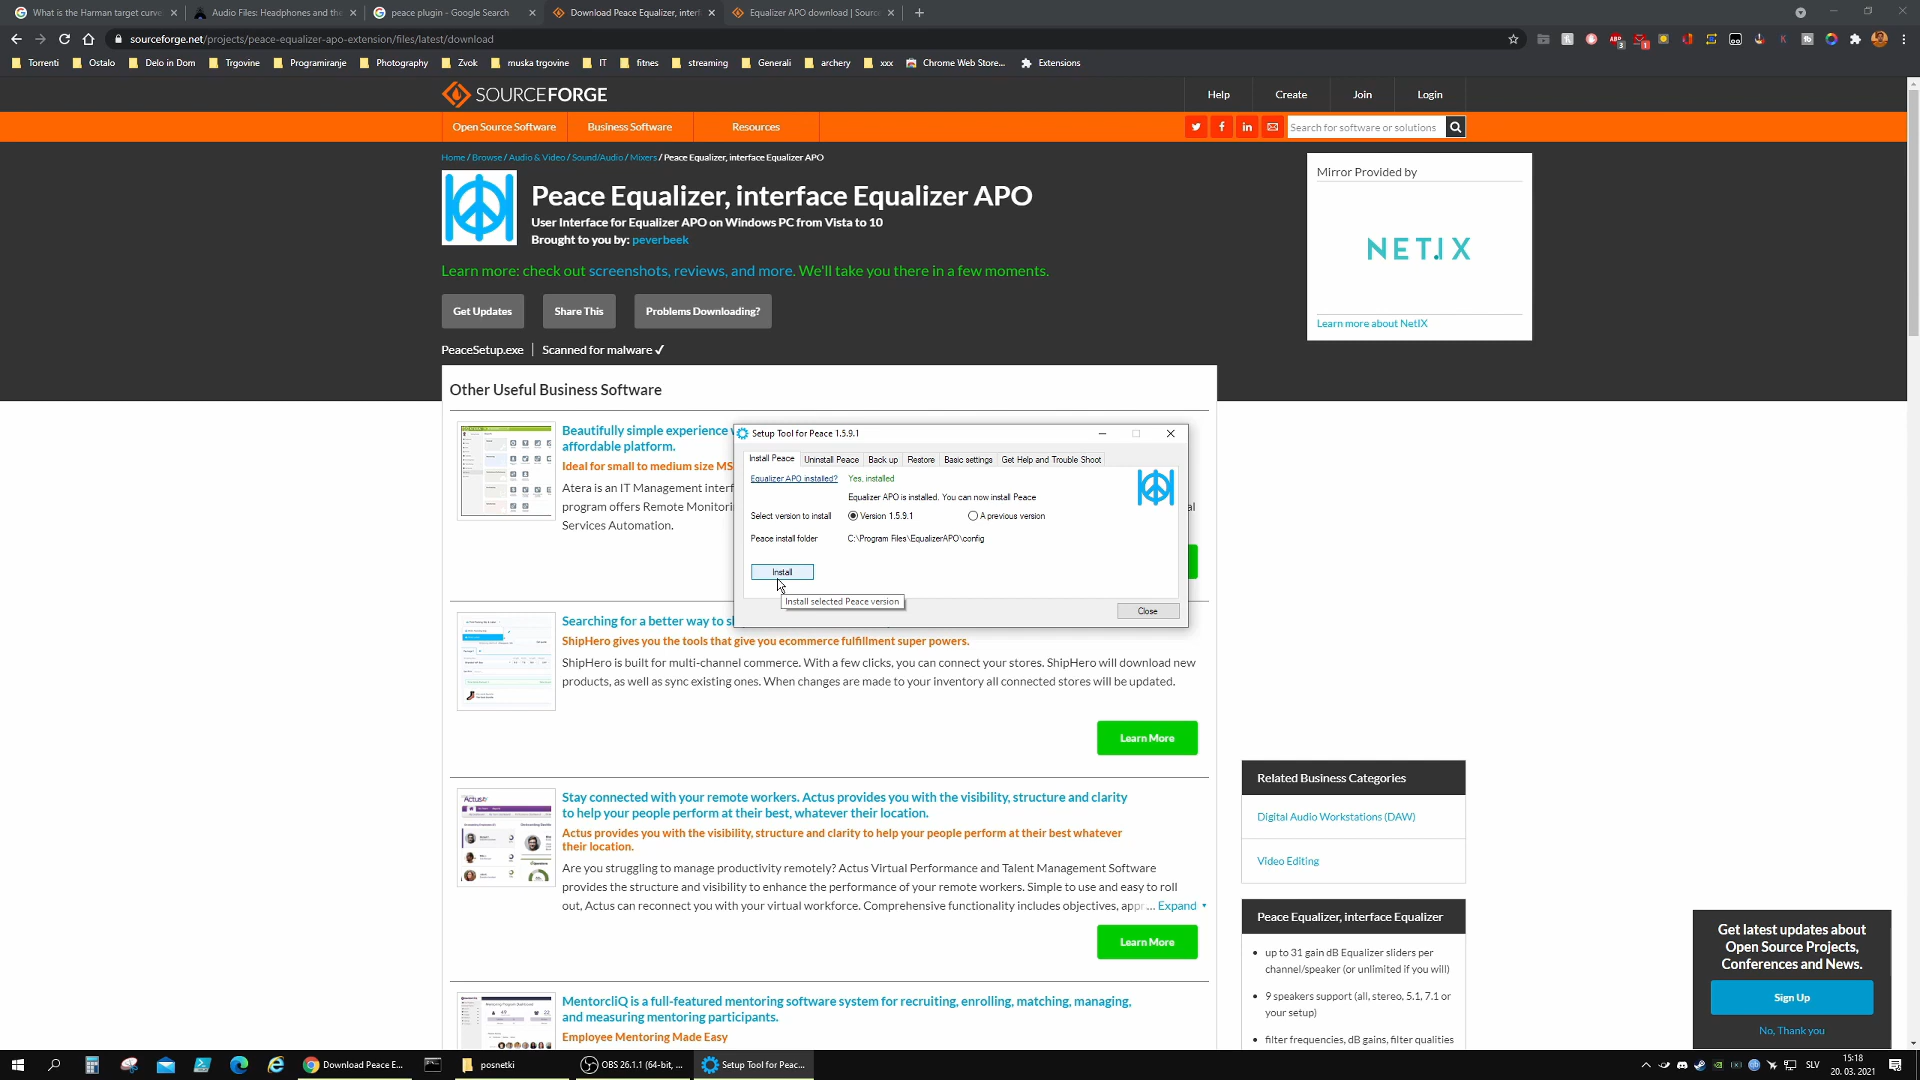 What is the Harman target curve
Audio Files: Headphones and the
peace plugin - Google Search
Download Peace Equalizer, inter
Equalizer APO download | Sourc
sourceforge.net/projects/peace-equalizer-apo-extension/files/latest/download
Torrenti
Ostalo
Delo in Dom
Trgovine
Programiranje
Photography
Zvok
muska trgovine
IT
fitnes
streaming
Generali
archery
xxx
Chrome Web Store...
Extensions
SOURCEFORGE
Help
Create
Join
Login
Open Source Software
Business Software
Resources
Search for software or solutions
Home / Browse / Audio & Video / Sound/Audio / Mixers / Peace Equalizer, interface Equalizer APO
Peace Equalizer, interface Equalizer APO
User Interface for Equalizer APO on Windows PC from Vista to 10
Brought to you by: peverbeek
Learn more: check out screenshots, reviews, and more. We'll take you there in a few moments.
Get Updates
Share This
Problems Downloading?
PeaceSetup.exe
Scanned for malware ✓
Mirror Provided by
NETIX
Learn more about NetIX
Other Useful Business Software
Beautifully simple experience
affordable platform.
Ideal for small to medium size MS
Atera is an IT Management interf
program offers Remote Monitori
Services Automation.
al
Setup Tool for Peace 1.5.9.1
Install Peace
Uninstall Peace
Back up
Restore
Basic settings
Get Help and Trouble Shoot
Equalizer APO installed?
Yes, installed
Equalizer APO is installed. You can now install Peace
Select version to install
Version 1.5.9.1
A previous version
Peace install folder
C:\Program Files\EqualizerAPO\config
Install
Install selected Peace version
Close
Searching for a better way to s
ShipHero gives you the tools that give you ecommerce fulfillment super powers.
ShipHero is built for multi-channel commerce. With a few clicks, you can connect your stores. ShipHero will download new
products, as well as sync existing ones. When changes are made to your inventory all connected stores will be updated.
Learn More
Stay connected with your remote workers. Actus provides you with the visibility, structure and clarity
to help your people perform at their best, whatever their location.
Actus provides you with the visibility, structure and clarity to help your people perform at their best whatever
their location.
Are you struggling to manage productivity remotely? Actus Virtual Performance and Talent Management Software
provides the structure and visibility to enhance the performance of your remote workers. Simple to use and easy to roll
out, Actus can reconnect you with your virtual workforce. Comprehensive functionality includes objectives, appr... Expand
Learn More
MentorcliQ is a full-featured mentoring software system for recruiting, enrolling, matching, managing,
and measuring mentoring participants.
Employee Mentoring Made Easy
Related Business Categories
Digital Audio Workstations (DAW)
Video Editing
Peace Equalizer, interface Equalizer
up to 31 gain dB Equalizer sliders per
channel/speaker (or unlimited if you will)
9 speakers support (all, stereo, 5.1, 7.1 or
your setup)
filter frequencies, dB gains, filter qualities
Get latest updates about
Open Source Projects,
Conferences and News.
Sign Up
No, Thank you
Download Peace E...
posnetki
OBS 26.1.1 (64-bit, ...
Setup Tool for Peac...
SLV
15:18
20. 03. 2021